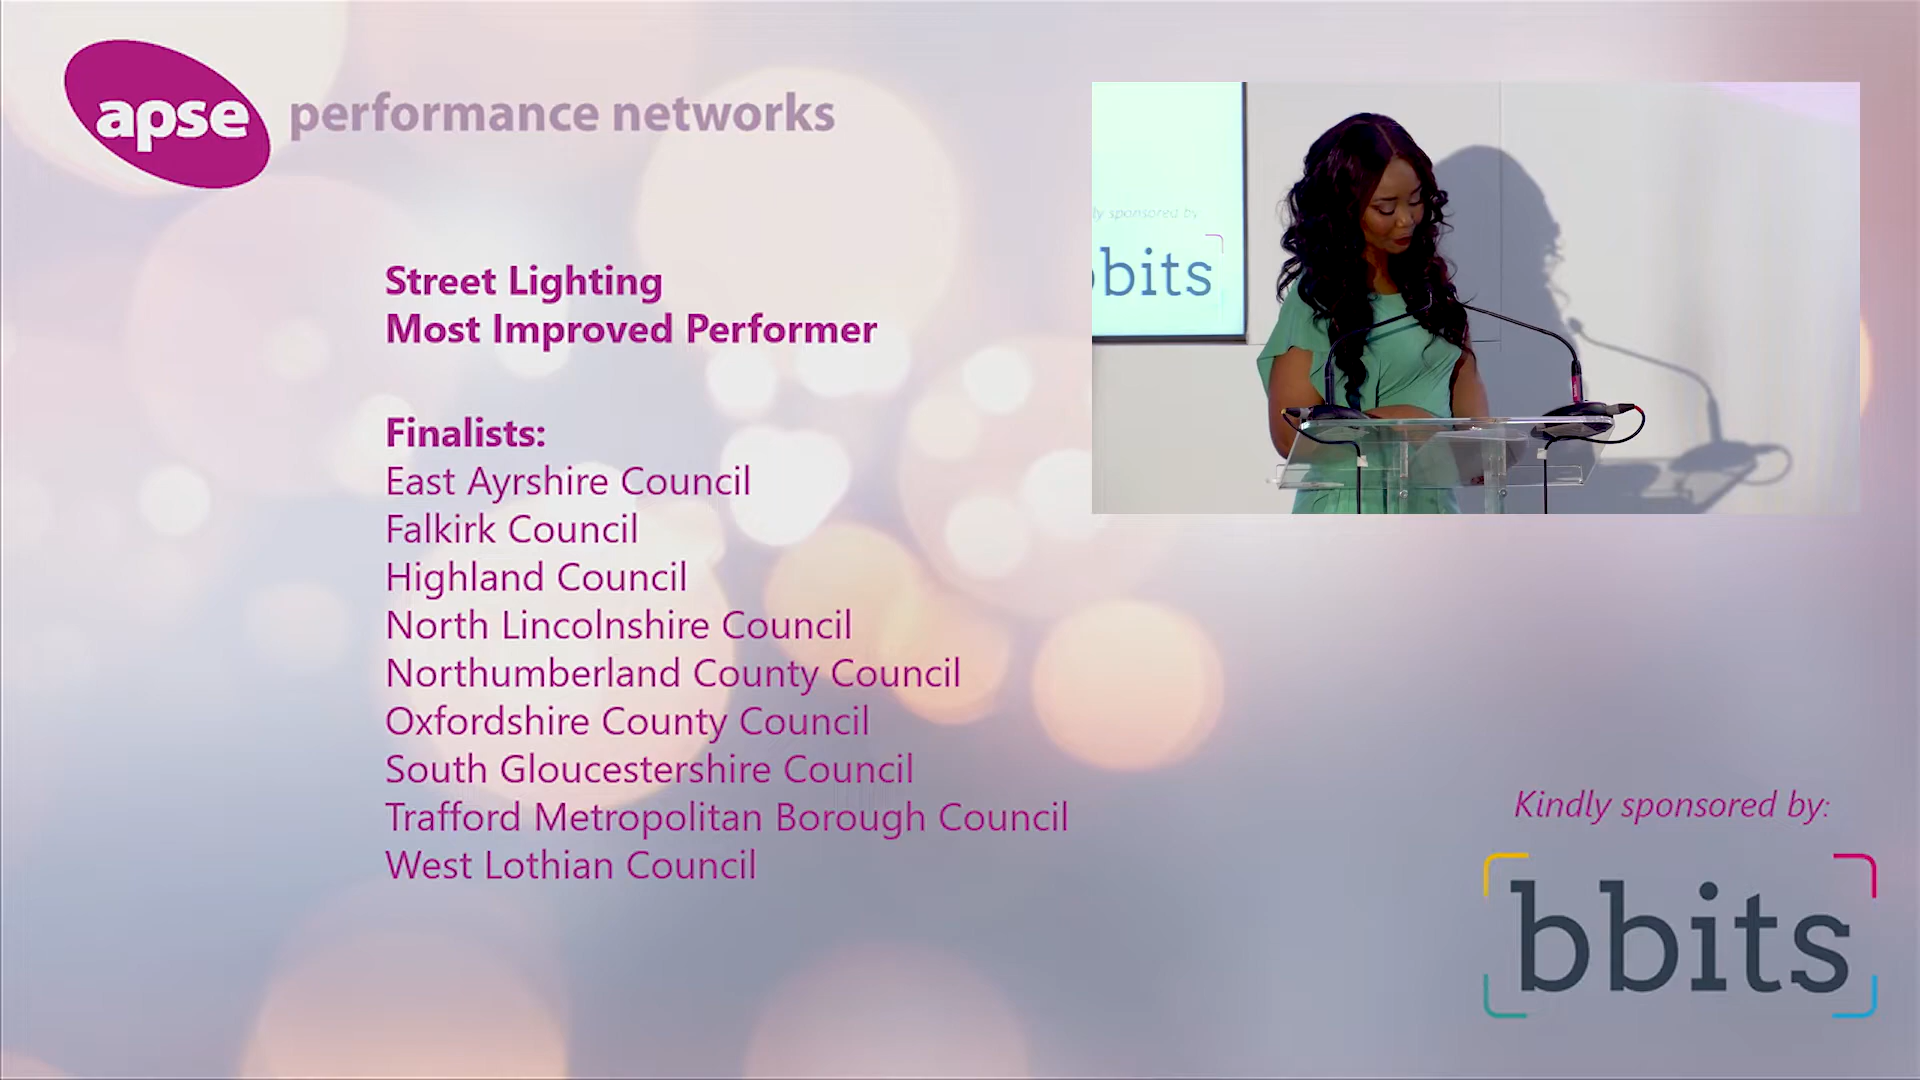 apse performance networks
Street Lighting
Most Improved Performer
Finalists:
East Ayrshire Council
Falkirk Council
Highland Council
North Lincolnshire Council
Northumberland County Council
Oxfordshire County Council
South Gloucestershire Council
Trafford Metropolitan Borough Council
West Lothian Council
sponsored by
bits
Kindly sponsored by:
bbits